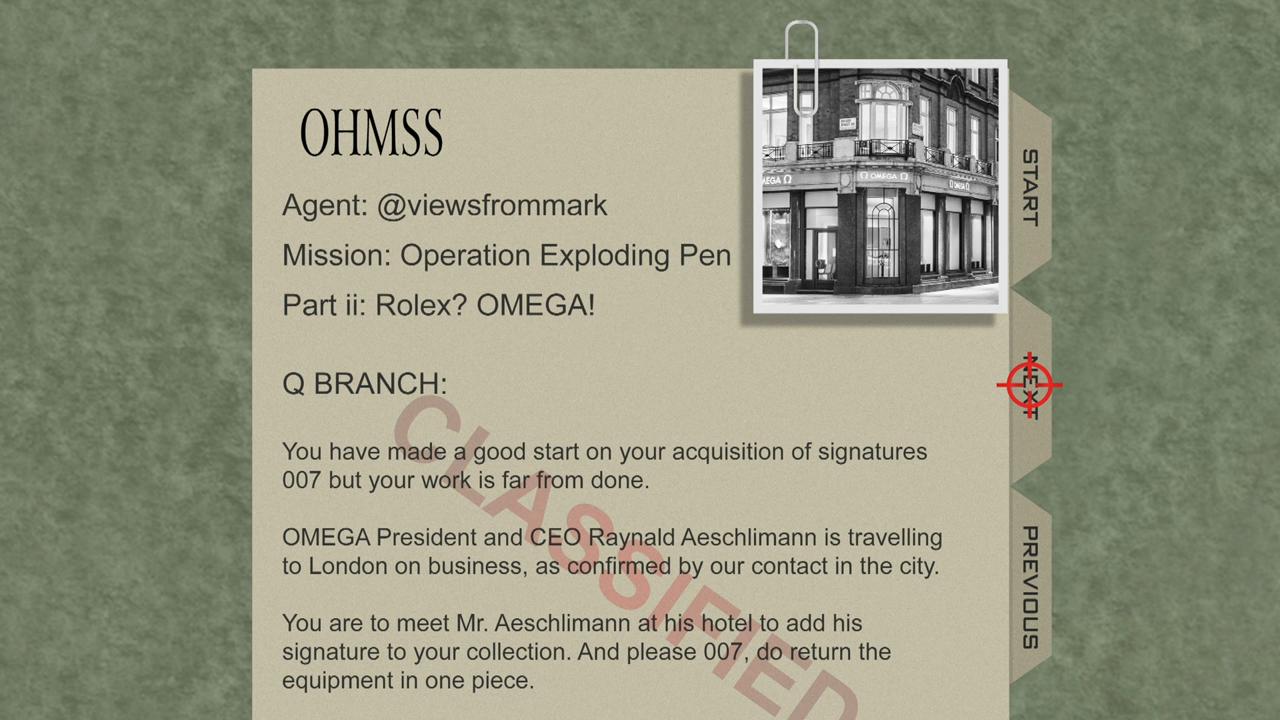 OHMSS
Agent: @viewsfrommark
Mission: Operation Exploding Pen
Part ii: Rolex? OMEGA!
Q BRANCH:
You have made a good start on your acquisition of signatures
007 but your work is far from done.
OMEGA President and CEO Raynald Aeschlimann is travelling
to London on business, as confirmed by our contact in the city.
You are to meet Mr. Aeschlimann at his hotel to add his
signature to your collection. And please 007, do return the
equipment in one piece.
CLASSIFIED
MEGA Ω
Ω OMEGA Ω
Ω OMEGA Ω
START
NEXT
PREVIOUS